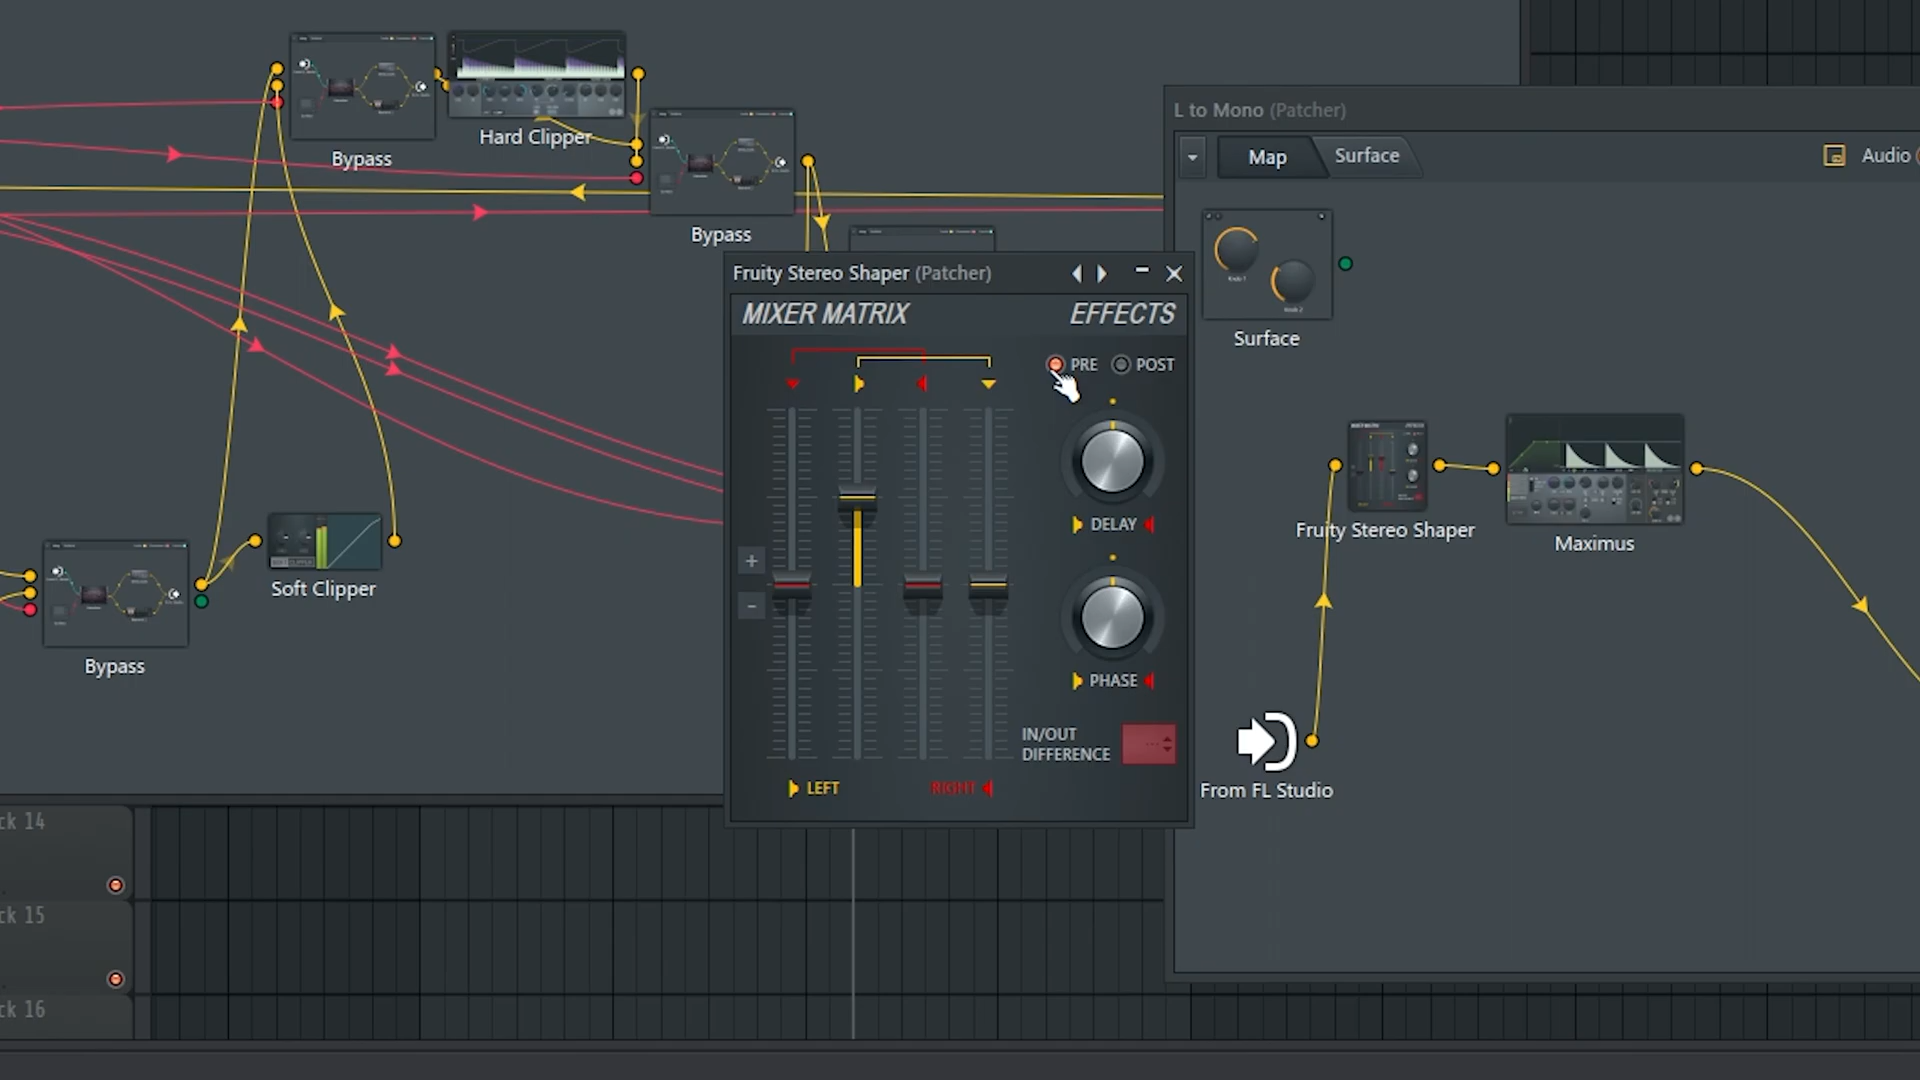 Bypass
Hard Clipper
Bypass
Soft Clipper
Bypass
Fruity Stereo Shaper (Patcher)
MIXER MATRIX
EFFECTS
PRE
POST
DELAY
PHASE
IN/OUT
DIFFERENCE
LEFT
RIGHT
+
-
L to Mono (Patcher)
Map
Surface
Audio
Surface
Fruity Stereo Shaper
Maximus
From FL Studio
ck 14
ck 15
ck 16